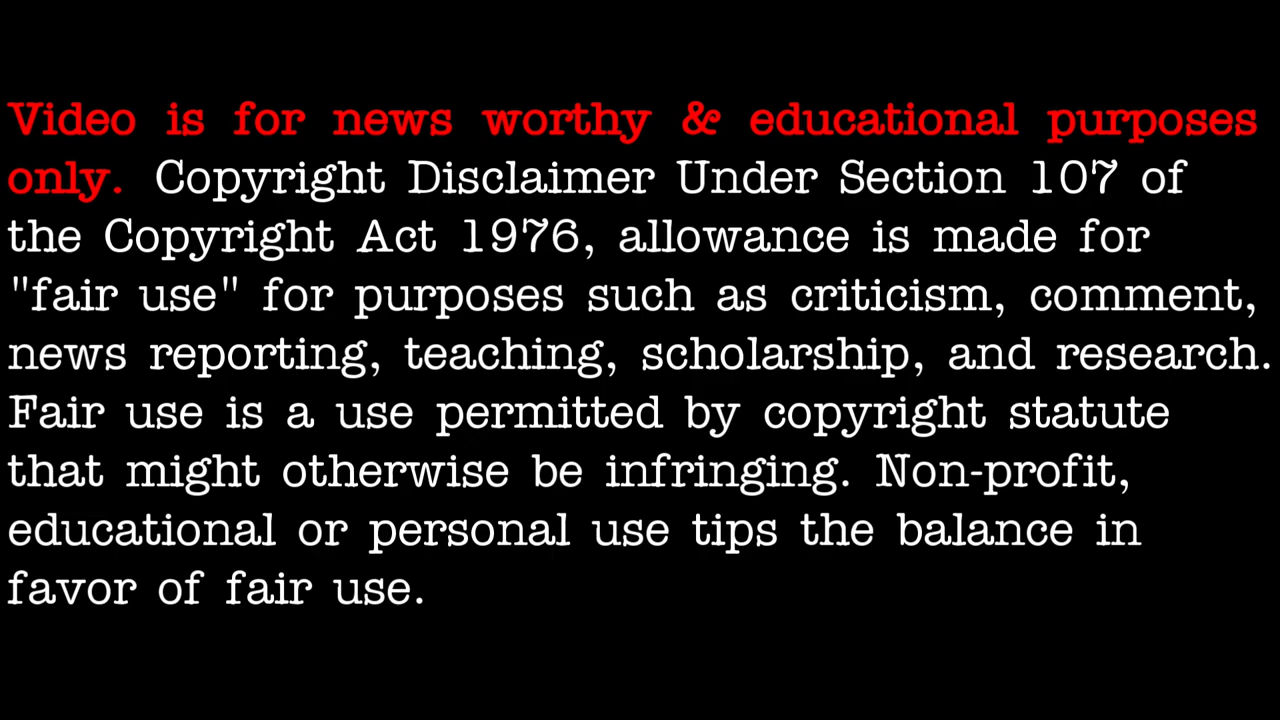 Video is for news worthy & educational purposes
only. Copyright Disclaimer Under Section 107 of
the Copyright Act 1976, allowance is made for
"fair use" for purposes such as criticism, comment,
news reporting, teaching, scholarship, and research.
Fair use is a use permitted by copyright statute
that might otherwise be infringing. Non-profit,
educational or personal use tips the balance in
favor of fair use.